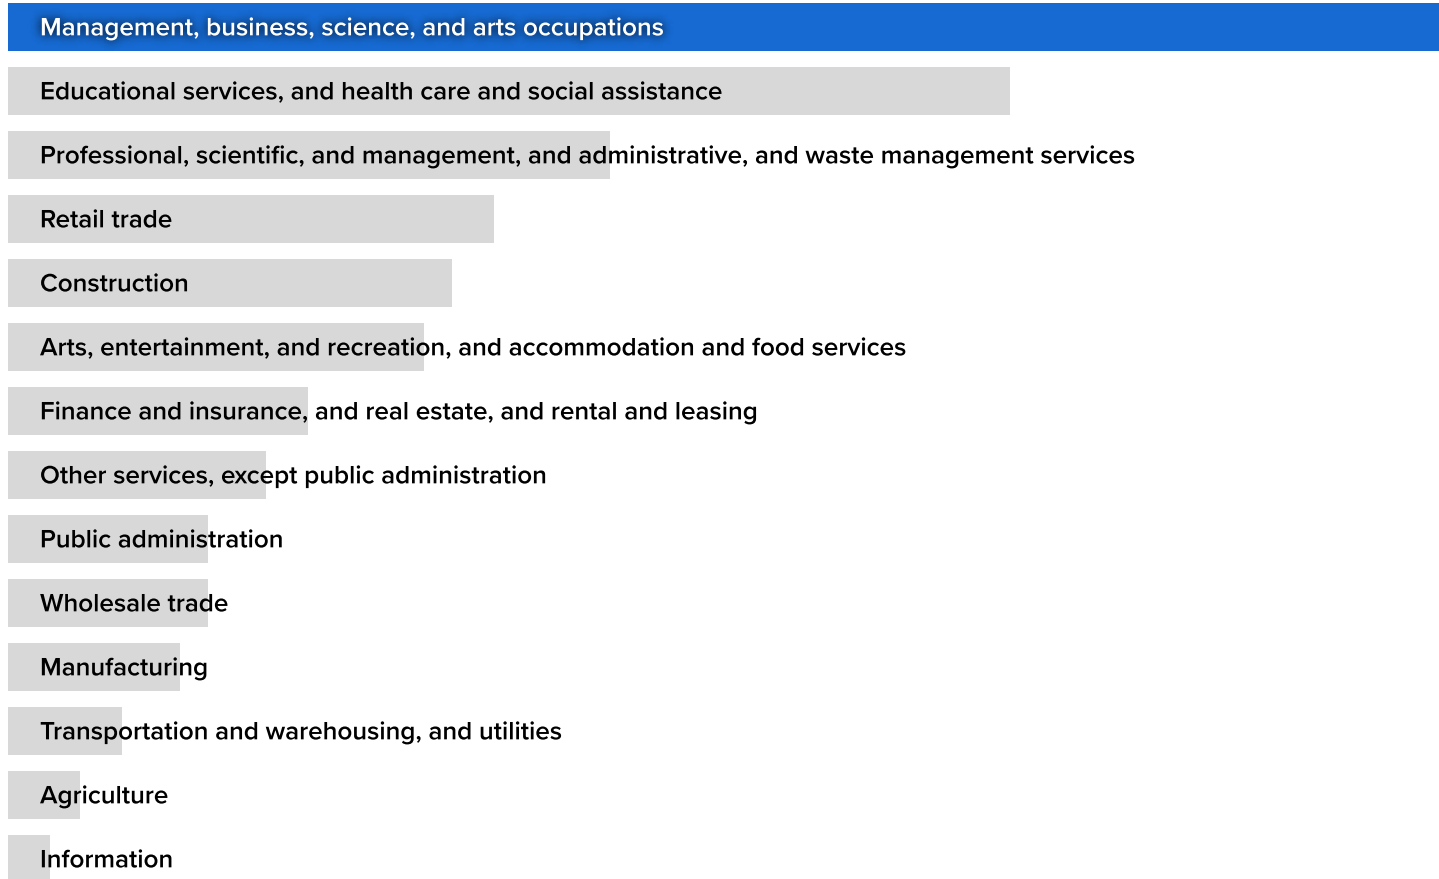 Management, business, science, and arts occupations
Educational services, and health care and social assistance
Professional, scientific, and management, and administrative, and waste management services
Retail trade
Construction
Arts, entertainment, and recreation, and accommodation and food services
Finance and insurance, and real estate, and rental and leasing
Other services, except public administration
Public administration
Wholesale trade
Manufacturing
Transportation and warehousing, and utilities
Agriculture
Information